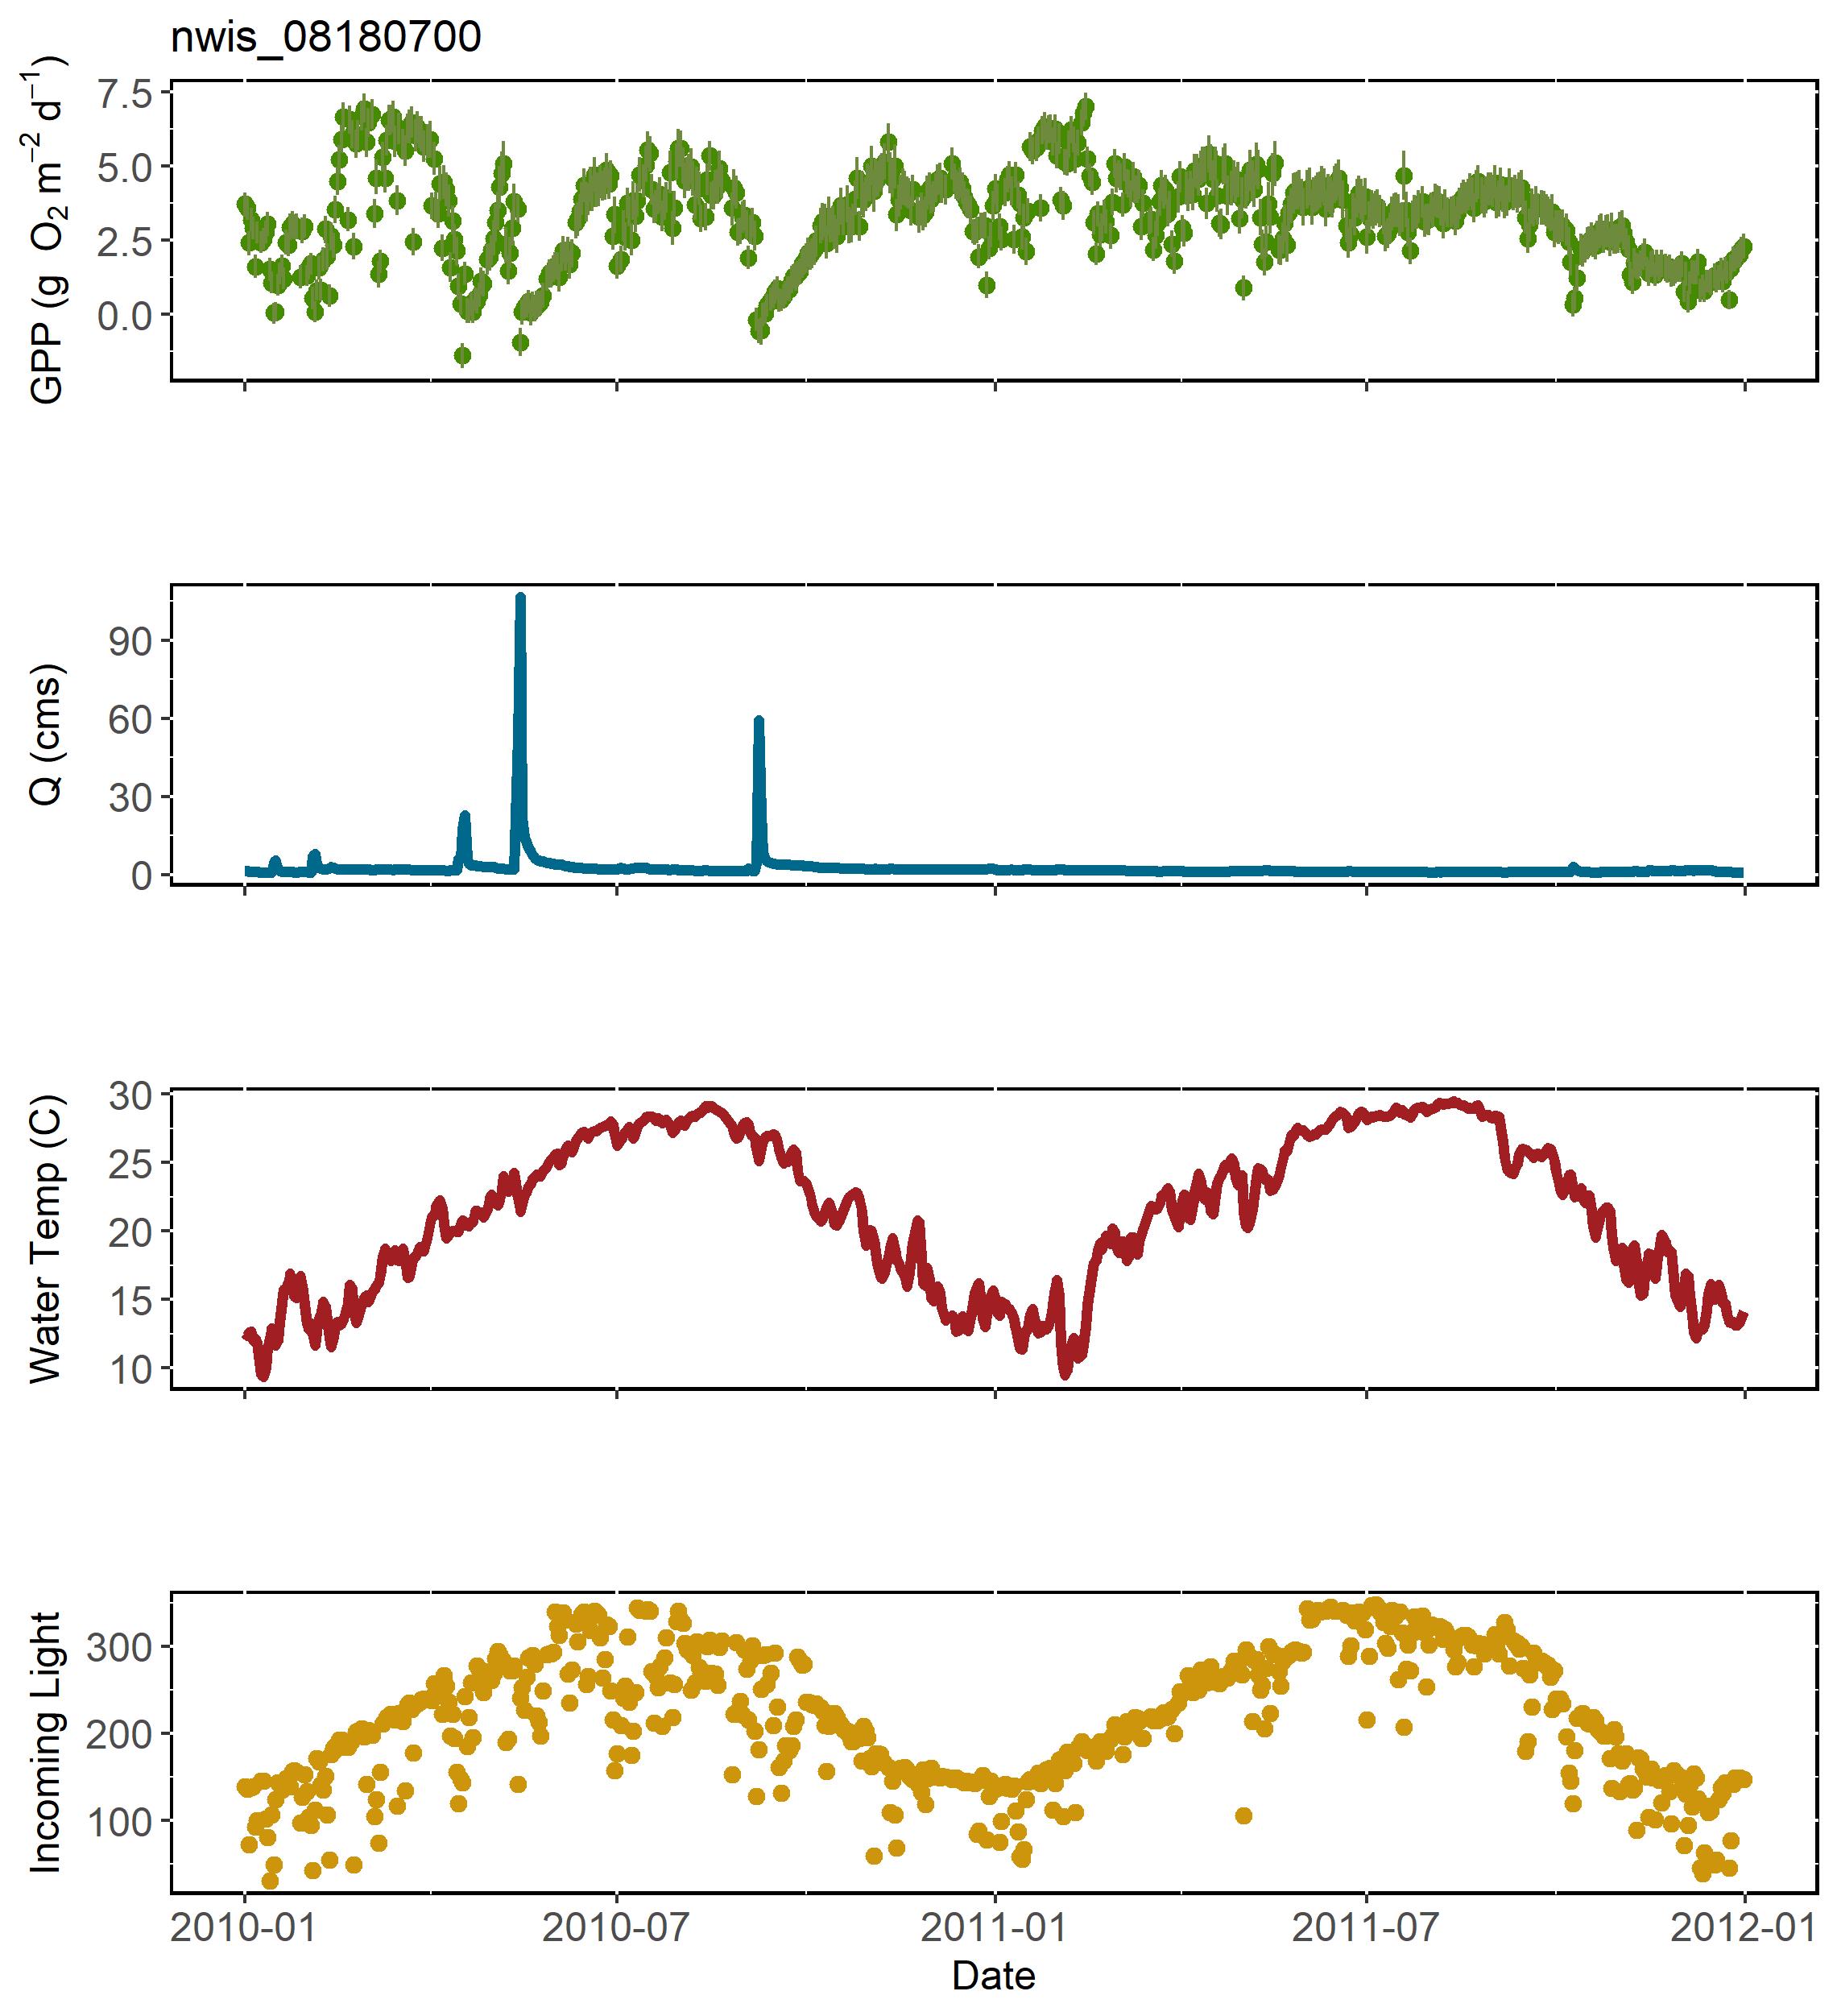 nwis_08180700
GPP (g O₂ m⁻² d⁻¹)
7.5
5.0
2.5
0.0
Q (cms)
90
60
30
0
Water Temp (C)
30
25
20
15
10
Incoming Light
300
200
100
2010-01 2010-07 2011-01 2011-07 2012-01
Date